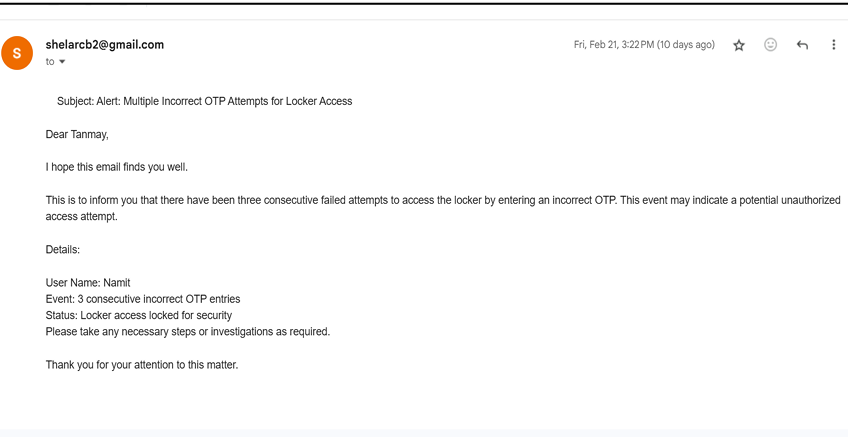 S
shelarcb2@gmail.com
Fri, Feb 21, 3:22 PM (10 days ago)
to
Subject: Alert: Multiple Incorrect OTP Attempts for Locker Access
Dear Tanmay,
I hope this email finds you well.
This is to inform you that there have been three consecutive failed attempts to access the locker by entering an incorrect OTP. This event may indicate a potential unauthorized
access attempt.
Details:
User Name: Namit
Event: 3 consecutive incorrect OTP entries
Status: Locker access locked for security
Please take any necessary steps or investigations as required.
Thank you for your attention to this matter.